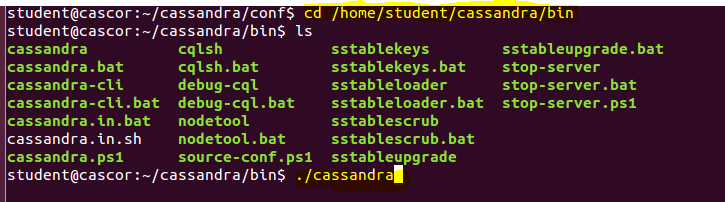 student@cascor:~/cassandra/conf$ cd /home/student/cassandra/bin
student@cascor:~/cassandra/bin$ ls
cassandra cqlsh sstablekeys sstableupgrade.bat
cassandra.bat cqlsh.bat sstablekeys.bat stop-server
cassandra-cli debug-cql sstableloader stop-server.bat
cassandra-cli.bat debug-cql.bat sstableloader.bat stop-server.ps1
cassandra.in.bat nodetool sstablescrub
cassandra.in.sh nodetool.bat sstablescrub.bat
cassandra.ps1 source-conf.ps1 sstableupgrade
student@cascor:~/cassandra/bin$ ./cassandra